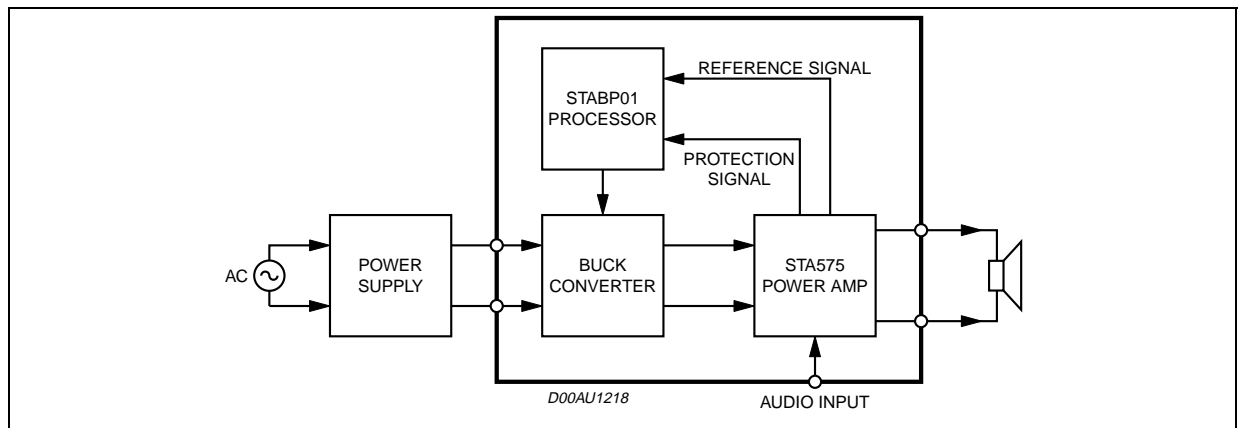 REFERENCE SIGNAL
STABP01
PROCESSOR
PROTECTION
SIGNAL
AC
POWER
SUPPLY
BUCK
CONVERTER
STA575
POWER AMP
D00AU1218
AUDIO INPUT